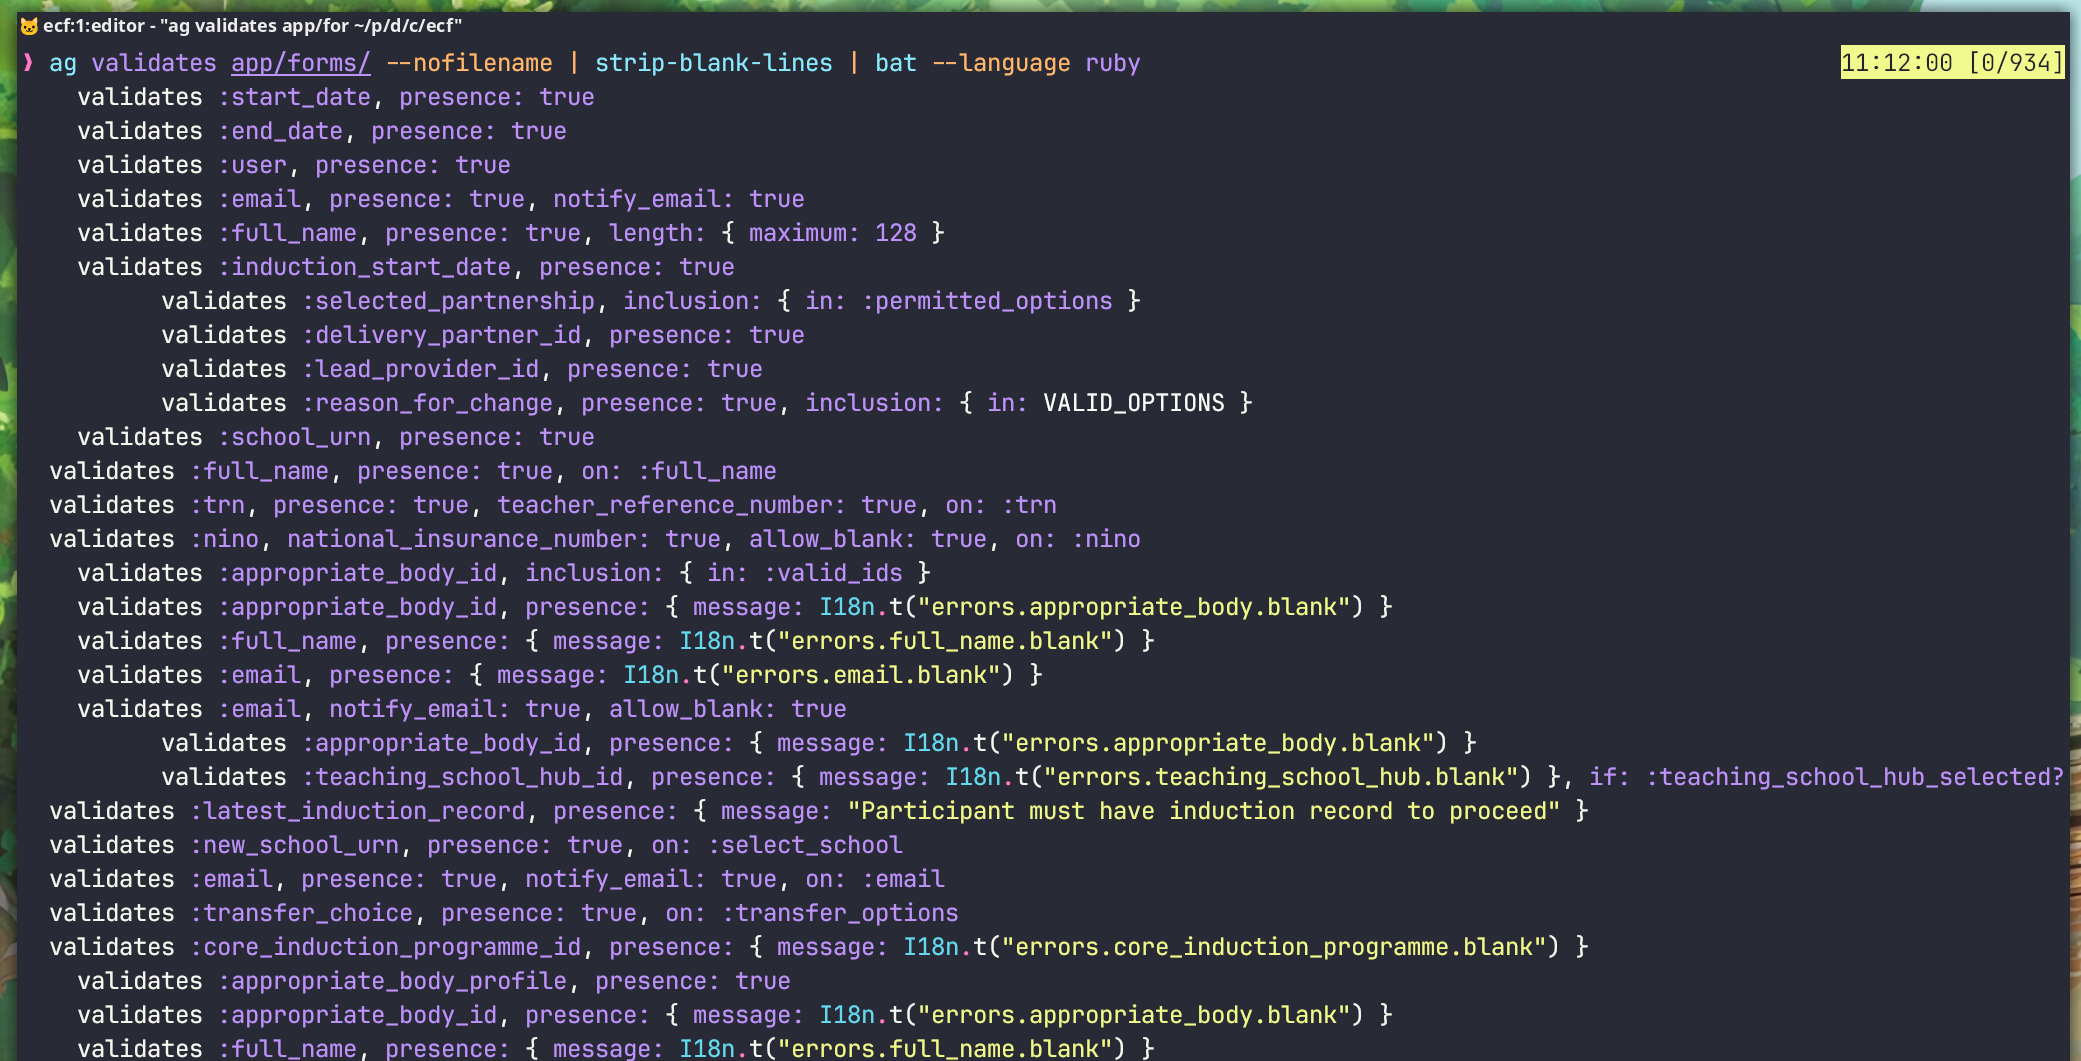 ecf:1:editor - "ag validates app/for ~/p/d/c/ecf"
❯ ag validates app/forms/ --nofilename | strip-blank-lines | bat --language ruby 11:12:00 [0/934]
validates :start_date, presence: true
validates :end_date, presence: true
validates :user, presence: true
validates :email, presence: true, notify_email: true
validates :full_name, presence: true, length: { maximum: 128 }
validates :induction_start_date, presence: true
validates :selected_partnership, inclusion: { in: :permitted_options }
validates :delivery_partner_id, presence: true
validates :lead_provider_id, presence: true
validates :reason_for_change, presence: true, inclusion: { in: VALID_OPTIONS }
validates :school_urn, presence: true
validates :full_name, presence: true, on: :full_name
validates :trn, presence: true, teacher_reference_number: true, on: :trn
validates :nino, national_insurance_number: true, allow_blank: true, on: :nino
validates :appropriate_body_id, inclusion: { in: :valid_ids }
validates :appropriate_body_id, presence: { message: I18n.t("errors.appropriate_body.blank") }
validates :full_name, presence: { message: I18n.t("errors.full_name.blank") }
validates :email, presence: { message: I18n.t("errors.email.blank") }
validates :email, notify_email: true, allow_blank: true
validates :appropriate_body_id, presence: { message: I18n.t("errors.appropriate_body.blank") }
validates :teaching_school_hub_id, presence: { message: I18n.t("errors.teaching_school_hub.blank") }, if: :teaching_school_hub_selected?
validates :latest_induction_record, presence: { message: "Participant must have induction record to proceed" }
validates :new_school_urn, presence: true, on: :select_school
validates :email, presence: true, notify_email: true, on: :email
validates :transfer_choice, presence: true, on: :transfer_options
validates :core_induction_programme_id, presence: { message: I18n.t("errors.core_induction_programme.blank") }
validates :appropriate_body_profile, presence: true
validates :appropriate_body_id, presence: { message: I18n.t("errors.appropriate_body.blank") }
validates :full_name, presence: { message: I18n.t("errors.full_name.blank") }